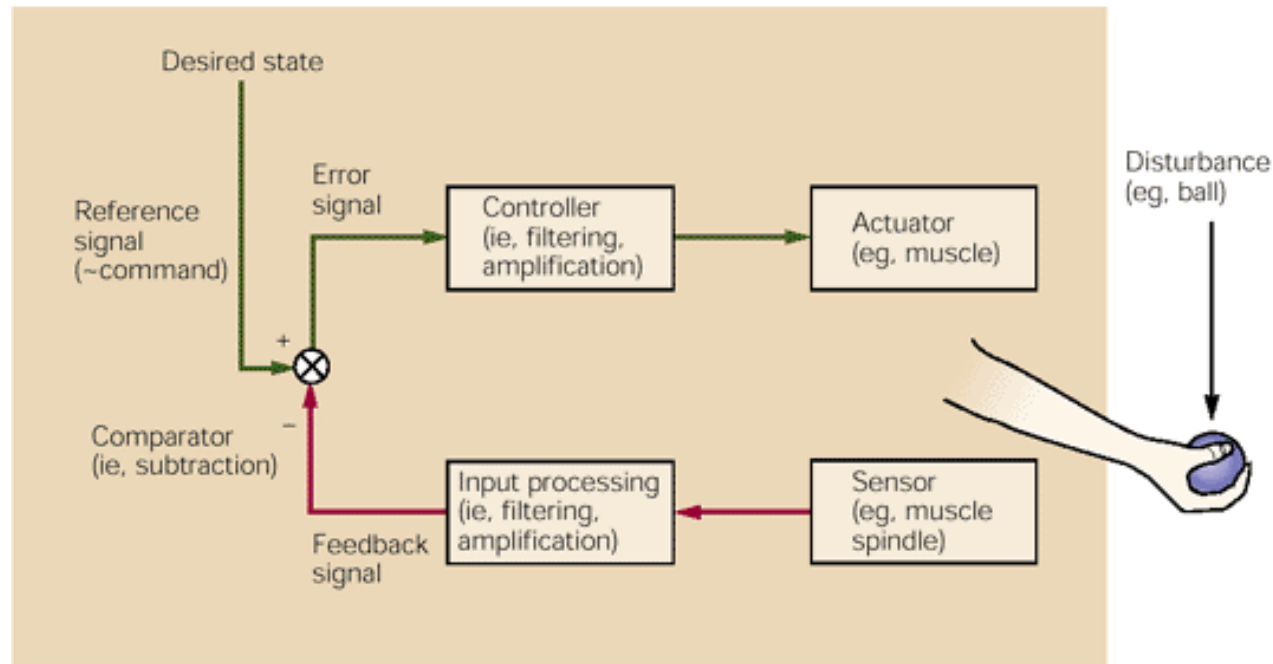 Desired state
Reference
signal
(~command)
Error
signal
Controller
(ie, filtering,
amplification)
Actuator
(eg, muscle)
Disturbance
(eg, ball)
+
−
Comparator
(ie, subtraction)
Feedback
signal
Input processing
(ie, filtering,
amplification)
Sensor
(eg, muscle
spindle)